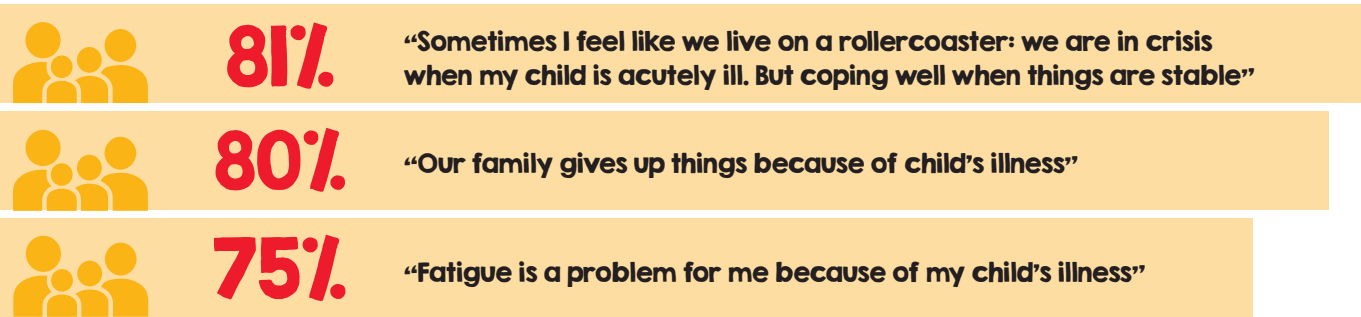 81%
“Sometimes I feel like we live on a rollercoaster: we are in crisis
when my child is acutely ill. But coping well when things are stable”
80%
“Our family gives up things because of child’s illness”
75%
“Fatigue is a problem for me because of my child’s illness”